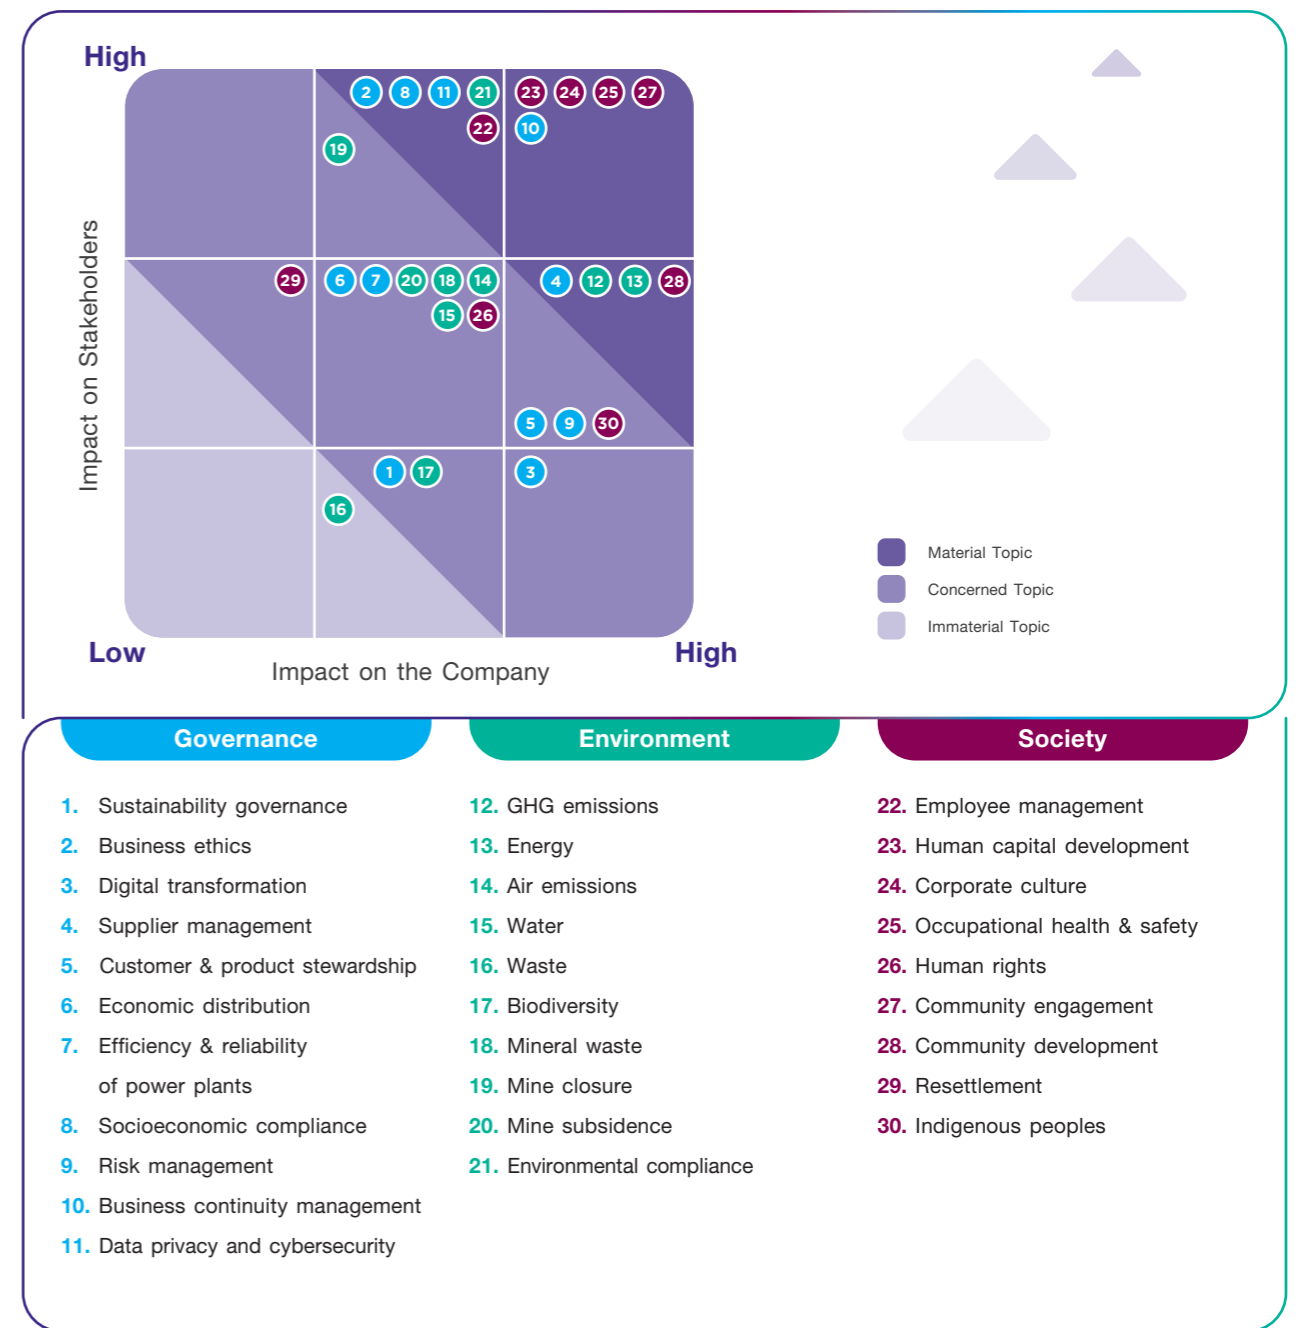 High
2 8 11 21 23 24 25 27
22 10
19
Impact on Stakeholders
29 6 7 20 18 14 4 12 13 28
15 26
5 9 30
1 17 3
16
Low
High
Impact on the Company
Material Topic
Concerned Topic
Immaterial Topic
Governance
1. Sustainability governance
2. Business ethics
3. Digital transformation
4. Supplier management
5. Customer & product stewardship
6. Economic distribution
7. Efficiency & reliability
of power plants
8. Socioeconomic compliance
9. Risk management
10. Business continuity management
11. Data privacy and cybersecurity
Environment
12. GHG emissions
13. Energy
14. Air emissions
15. Water
16. Waste
17. Biodiversity
18. Mineral waste
19. Mine closure
20. Mine subsidence
21. Environmental compliance
Society
22. Employee management
23. Human capital development
24. Corporate culture
25. Occupational health & safety
26. Human rights
27. Community engagement
28. Community development
29. Resettlement
30. Indigenous peoples